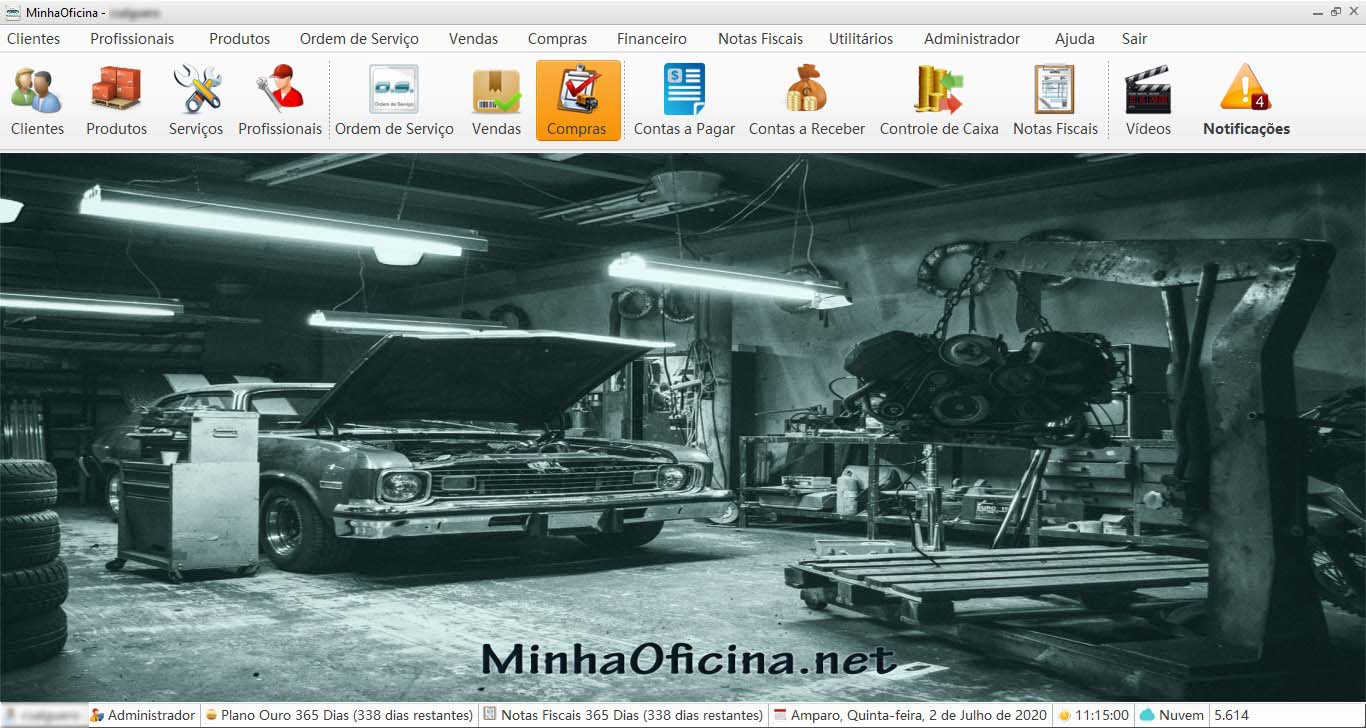 MinhaOficina -
Clientes Profissionais Produtos Ordem de Serviço Vendas Compras Financeiro Notas Fiscais Utilitários Administrador Ajuda Sair
O.S.
Ordem de Serviço
4
Clientes Produtos Serviços Profissionais Ordem de Serviço Vendas Compras Contas a Pagar Contas a Receber Controle de Caixa Notas Fiscais Vídeos Notificações
MinhaOficina.net
Administrador Plano Ouro 365 Dias (338 dias restantes) Notas Fiscais 365 Dias (338 dias restantes) Amparo, Quinta-feira, 2 de Julho de 2020 11:15:00 Nuvem 5.614